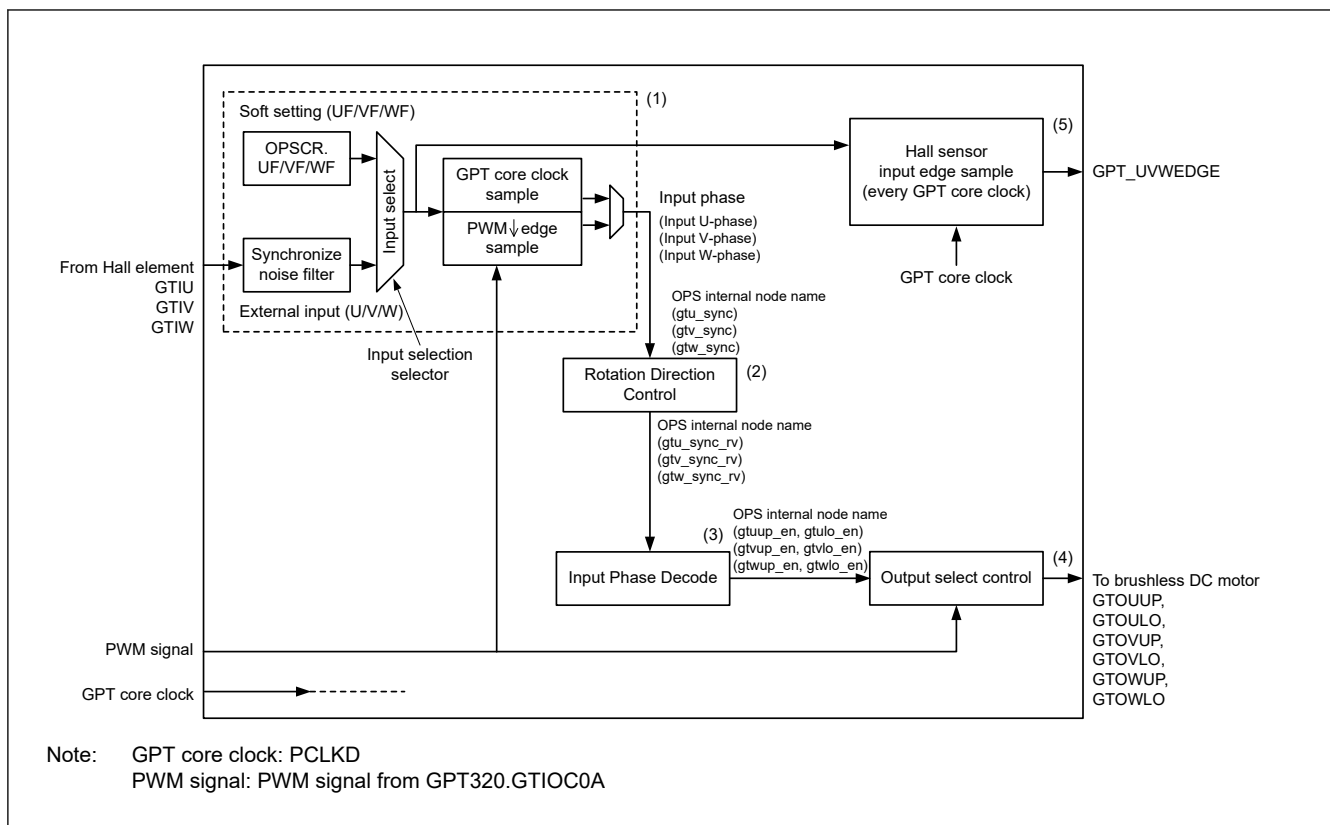 Soft setting (UF/VF/WF)
(1)
OPSCR.
UF/VF/WF
Input select
GPT core clock
sample
PWM↓edge
sample
Synchronize
noise filter
External input (U/V/W)
Input selection
selector
From Hall element
GTIU
GTIV
GTIW
Input phase
(Input U-phase)
(Input V-phase)
(Input W-phase)
(5)
Hall sensor
input edge sample
(every GPT core clock)
GPT_UVWEDGE
GPT core clock
OPS internal node name
(gtu_sync)
(gtv_sync)
(gtw_sync)
(2)
Rotation Direction
Control
OPS internal node name
(gtu_sync_rv)
(gtv_sync_rv)
(gtw_sync_rv)
(3)
Input Phase Decode
OPS internal node name
(gtuup_en, gtulo_en)
(gtvup_en, gtvlo_en)
(gtwup_en, gtwlo_en)
(4)
Output select control
To brushless DC motor
GTOUUP,
GTOULO,
GTOVUP,
GTOVLO,
GTOWUP,
GTOWLO
PWM signal
GPT core clock
Note: GPT core clock: PCLKD
PWM signal: PWM signal from GPT320.GTIOC0A